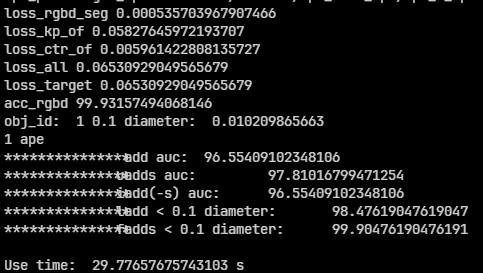 loss_rgbd_seg 0.000535703967907466
loss_kp_of 0.05827645972193707
loss_ctr_of 0.005961422808135727
loss_all 0.06530929049565679
loss_target 0.06530929049565679
acc_rgbd 99.93157494068146
obj_id: 1 0.1 diameter: 0.010209865663
1 ape
***************add auc: 96.55409102348106
***************adds auc: 97.81016799471254
***************add(-s) auc: 96.55409102348106
***************add < 0.1 diameter: 98.47619047619047
***************adds < 0.1 diameter: 99.90476190476191
Use time: 29.77657675743103 s